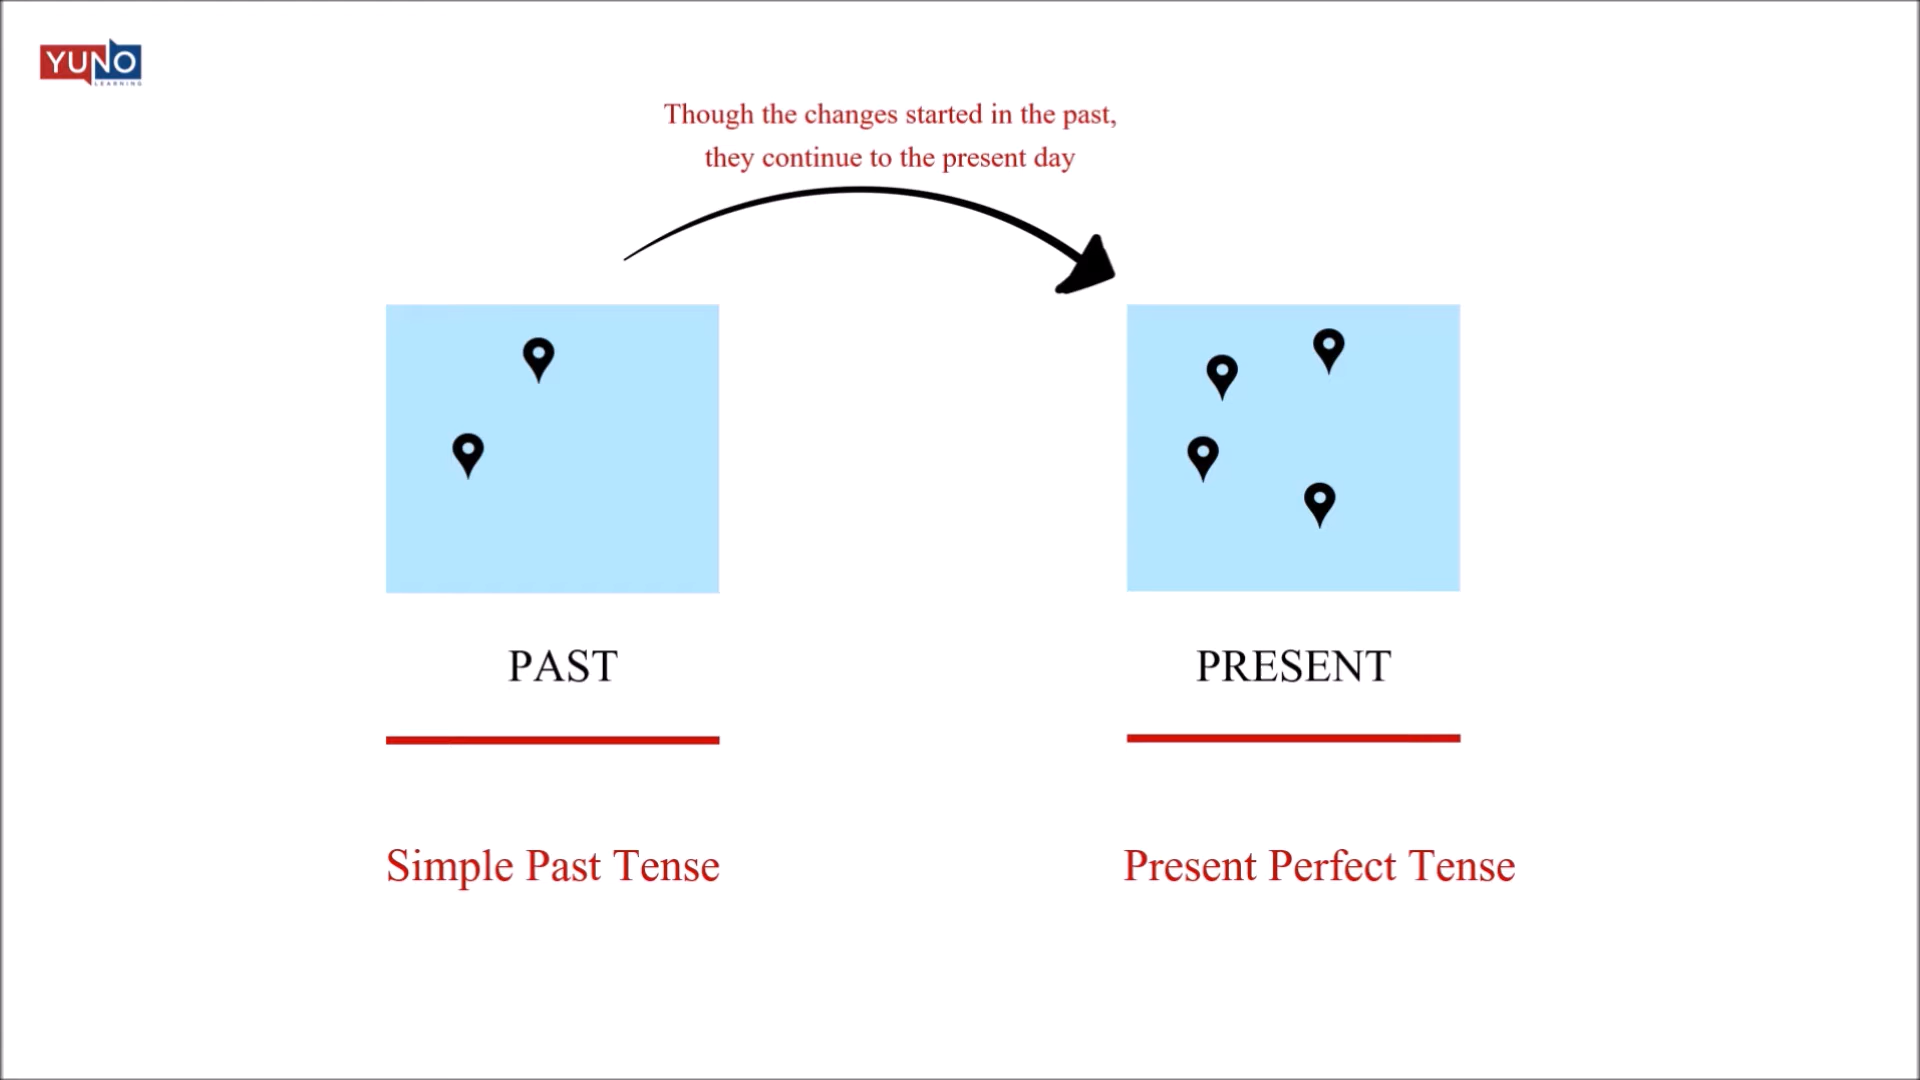 YUNO
LEARNING
Though the changes started in the past,
they continue to the present day
PAST
PRESENT
Simple Past Tense
Present Perfect Tense